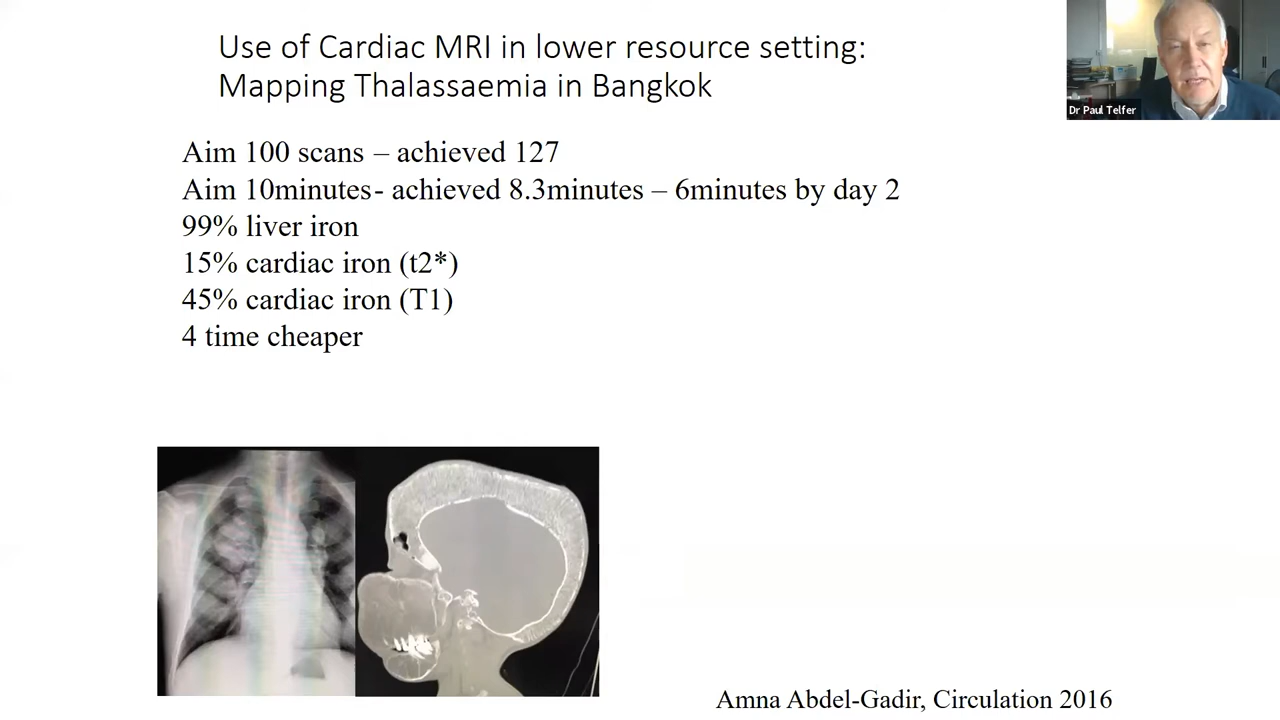 Use of Cardiac MRI in lower resource setting:
Mapping Thalassaemia in Bangkok
Dr Paul Telfer
Aim 100 scans – achieved 127
Aim 10minutes- achieved 8.3minutes – 6minutes by day 2
99% liver iron
15% cardiac iron (t2*)
45% cardiac iron (T1)
4 time cheaper
Amna Abdel-Gadir, Circulation 2016